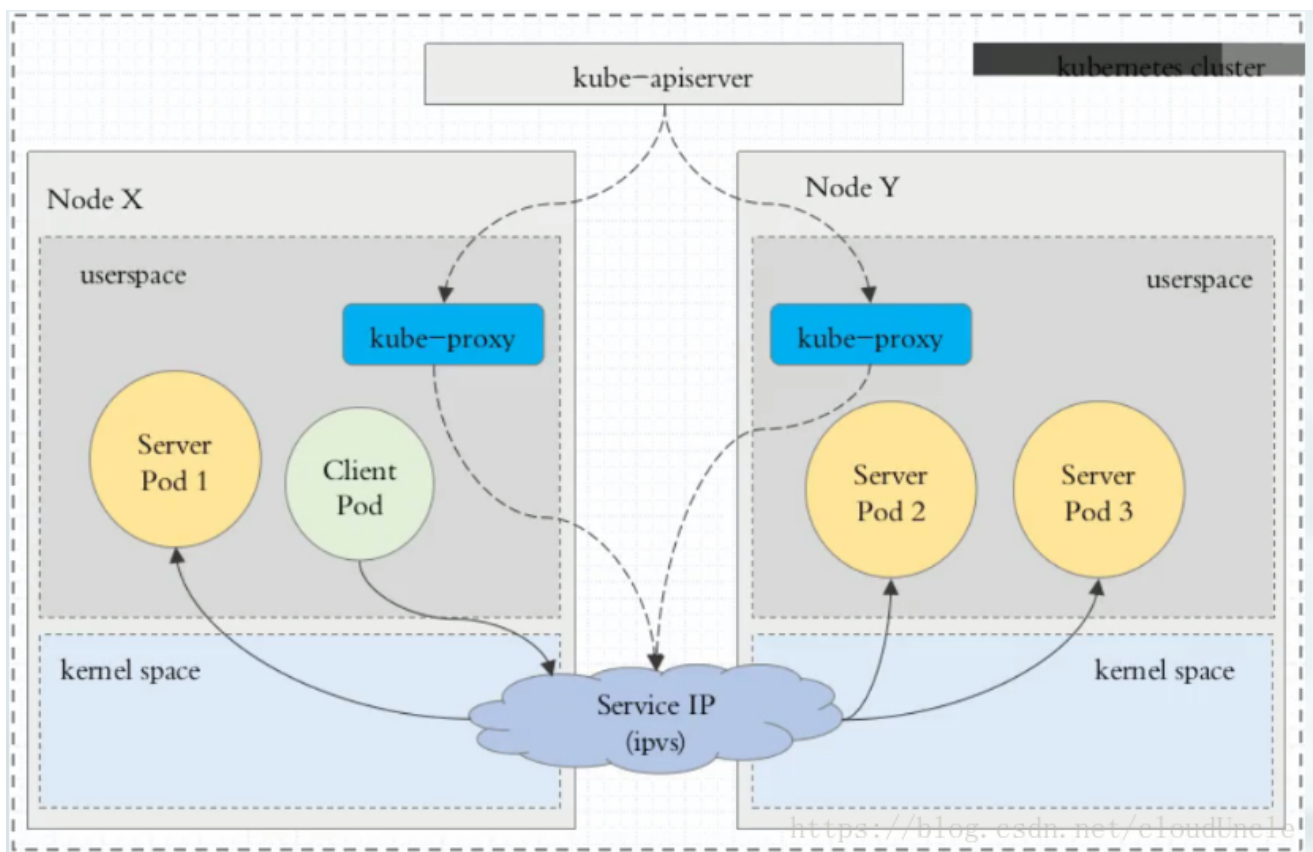 kube-apiserver
kubernetes cluster
Node X
Node Y
userspace
userspace
kube-proxy
kube-proxy
Server
Pod 1
Client
Pod
Server
Pod 2
Server
Pod 3
kernel space
kernel space
Service IP
(ipvs)
https://blog.csdn.net/cloudUncle